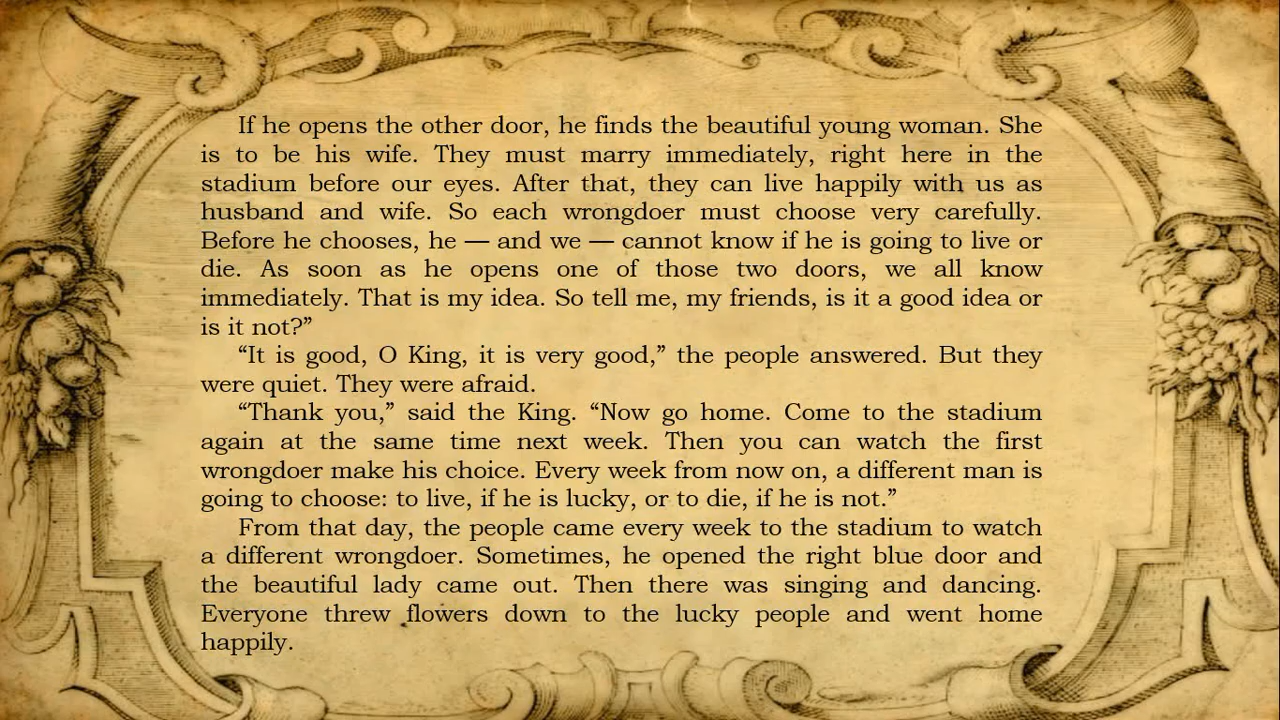 If he opens the other door, he finds the beautiful young woman. She
is to be his wife. They must marry immediately, right here in the
stadium before our eyes. After that, they can live happily with us as
husband and wife. So each wrongdoer must choose very carefully.
Before he chooses, he — and we — cannot know if he is going to live or
die. As soon as he opens one of those two doors, we all know
immediately. That is my idea. So tell me, my friends, is it a good idea or
is it not?”
“It is good, O King, it is very good,” the people answered. But they
were quiet. They were afraid.
“Thank you,” said the King. “Now go home. Come to the stadium
again at the same time next week. Then you can watch the first
wrongdoer make his choice. Every week from now on, a different man is
going to choose: to live, if he is lucky, or to die, if he is not.”
From that day, the people came every week to the stadium to watch
a different wrongdoer. Sometimes, he opened the right blue door and
the beautiful lady came out. Then there was singing and dancing.
Everyone threw flowers down to the lucky people and went home
happily.